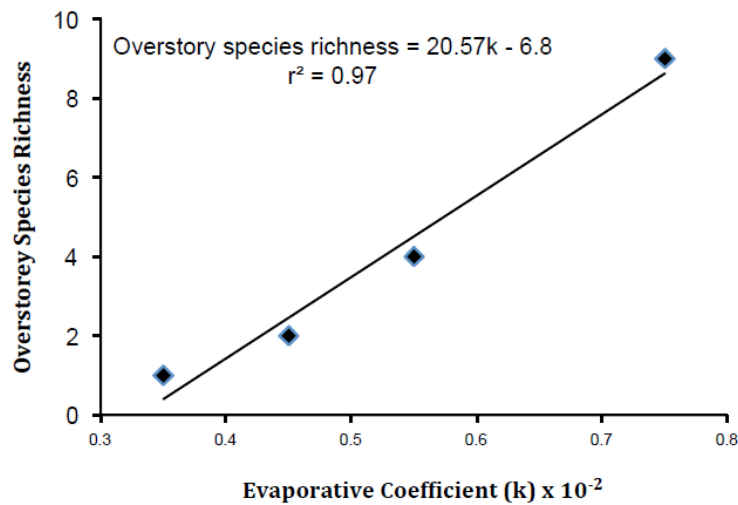 Overstory species richness = 20.57k - 6.8
r² = 0.97
10
8
6
4
2
0
Overstorey Species Richness
0.3 0.4 0.5 0.6 0.7 0.8
Evaporative Coefficient (k) x 10⁻²